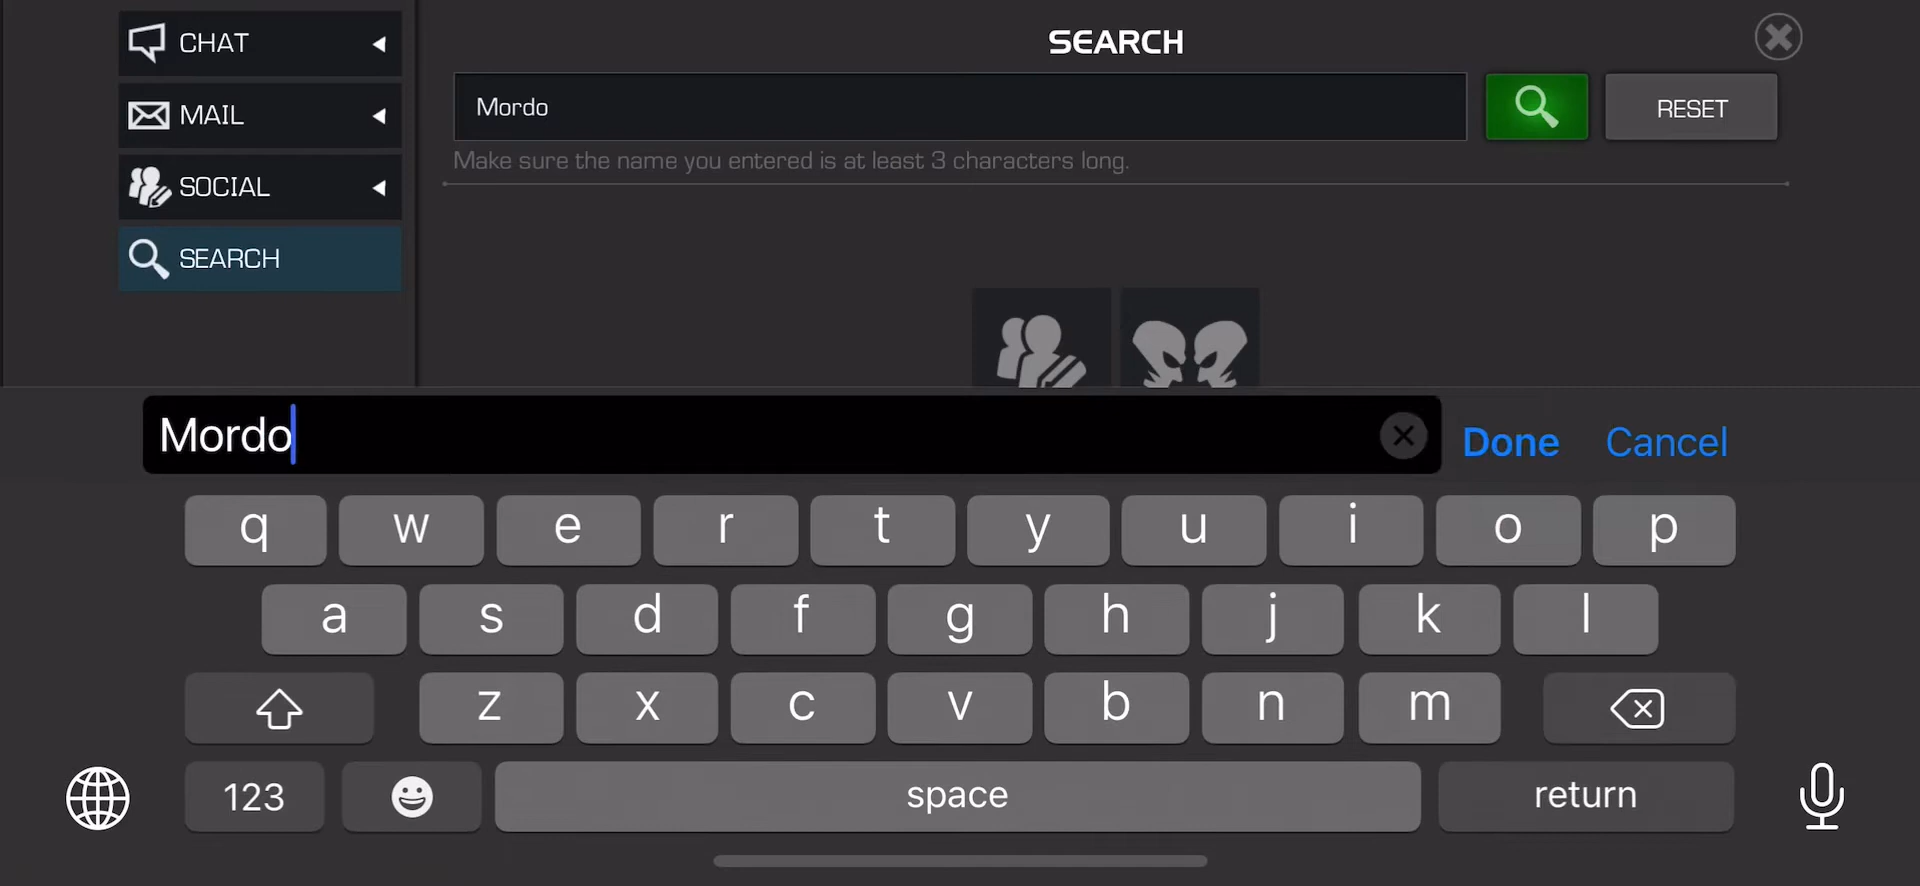 CHAT
MAIL
SOCIAL
SEARCH
SEARCH
Mordo
RESET
Make sure the name you entered is at least 3 characters long.
Mordo
Done
Cancel
q w e r t y u i o p
a s d f g h j k l
z x c v b n m
123 space return